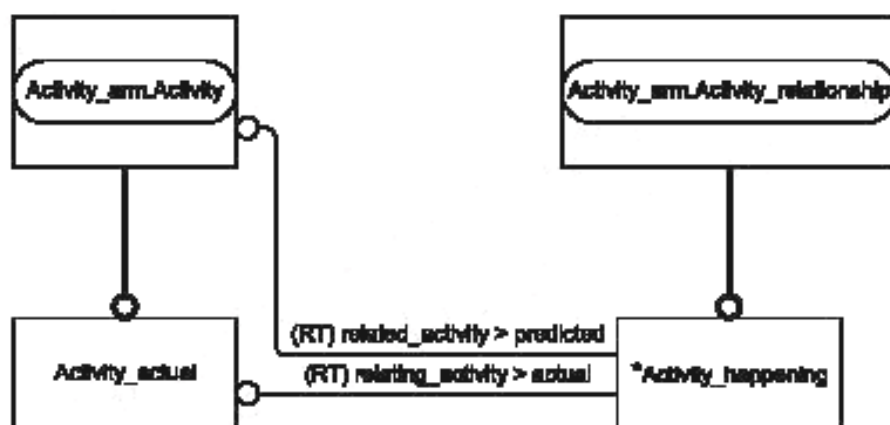 Activity_arm.Activity
Activity_arm.Activity_relationship
(RT) related_activity > predicted
Activity_actual
(RT) relating_activity > actual
*Activity_happening